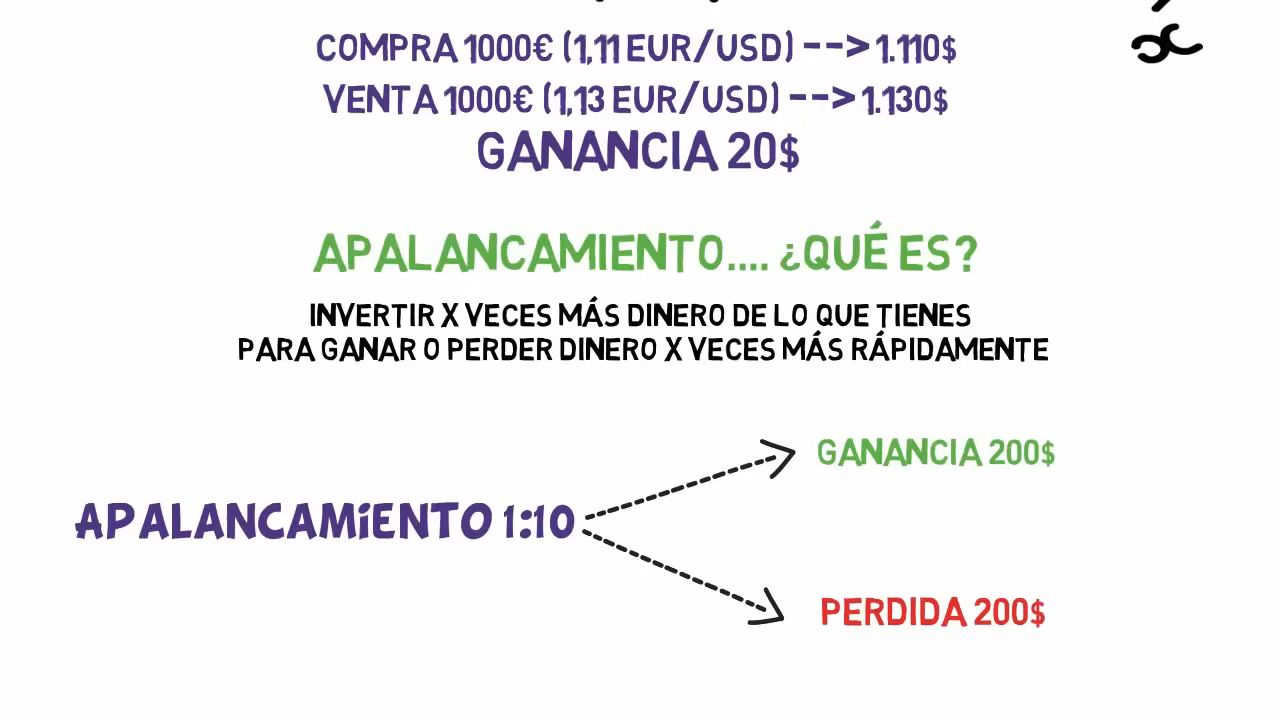 COMPRA 1000€ (1,11 EUR/USD) --> 1.110$
VENTA 1000€ (1,13 EUR/USD) --> 1.130$
GANANCIA 20$
APALANCAMIENTO.... ¿QUÉ ES?
INVERTIR X VECES MÁS DINERO DE LO QUE TIENES
PARA GANAR O PERDER DINERO X VECES MÁS RÁPIDAMENTE
GANANCIA 200$
APALANCAMiENTO 1:10
PERDIDA 200$